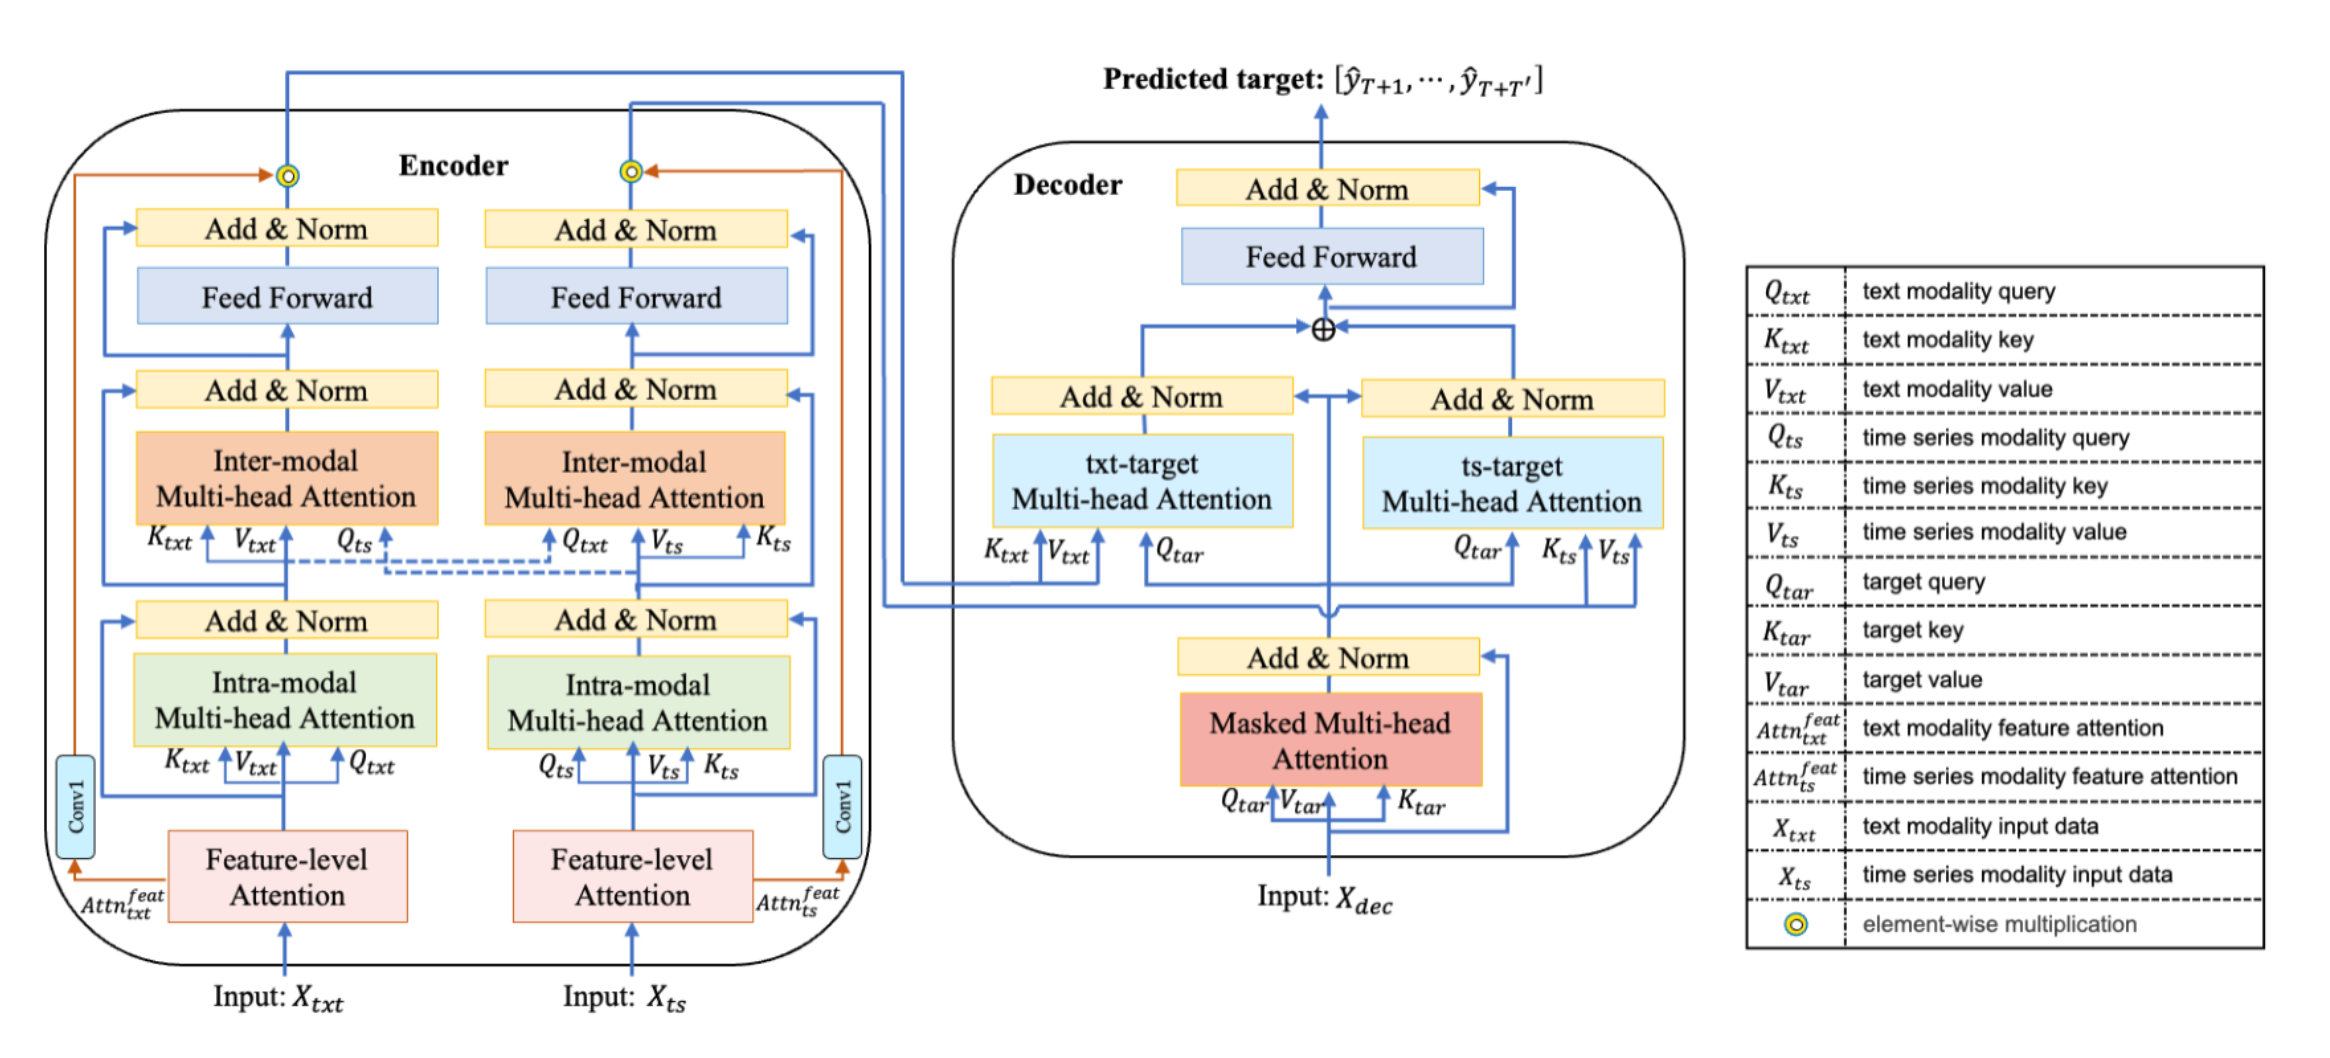 Predicted target: [ŷ_{T+1}, ⋯, ŷ_{T+T′}]
Encoder
Add & Norm
Add & Norm
Feed Forward
Feed Forward
Add & Norm
Add & Norm
Inter-modal
Multi-head Attention
Inter-modal
Multi-head Attention
K_{txt} V_{txt} Q_{ts}
Q_{txt} V_{ts} K_{ts}
Add & Norm
Add & Norm
Intra-modal
Multi-head Attention
Intra-modal
Multi-head Attention
K_{txt} V_{txt} Q_{txt}
Q_{ts} V_{ts} K_{ts}
Conv1
Conv1
Feature-level
Attention
Feature-level
Attention
Attn_{txt}^{feat}
Attn_{ts}^{feat}
Input: X_{txt}
Input: X_{ts}
Decoder
Add & Norm
Feed Forward
Add & Norm
Add & Norm
txt-target
Multi-head Attention
ts-target
Multi-head Attention
K_{txt} V_{txt} Q_{tar}
Q_{tar} K_{ts} V_{ts}
Add & Norm
Masked Multi-head
Attention
Q_{tar} V_{tar} K_{tar}
Input: X_{dec}
Q_{txt} text modality query
K_{txt} text modality key
V_{txt} text modality value
Q_{ts} time series modality query
K_{ts} time series modality key
V_{ts} time series modality value
Q_{tar} target query
K_{tar} target key
V_{tar} target value
Attn_{txt}^{feat} text modality feature attention
Attn_{ts}^{feat} time series modality feature attention
X_{txt} text modality input data
X_{ts} time series modality input data
element-wise multiplication